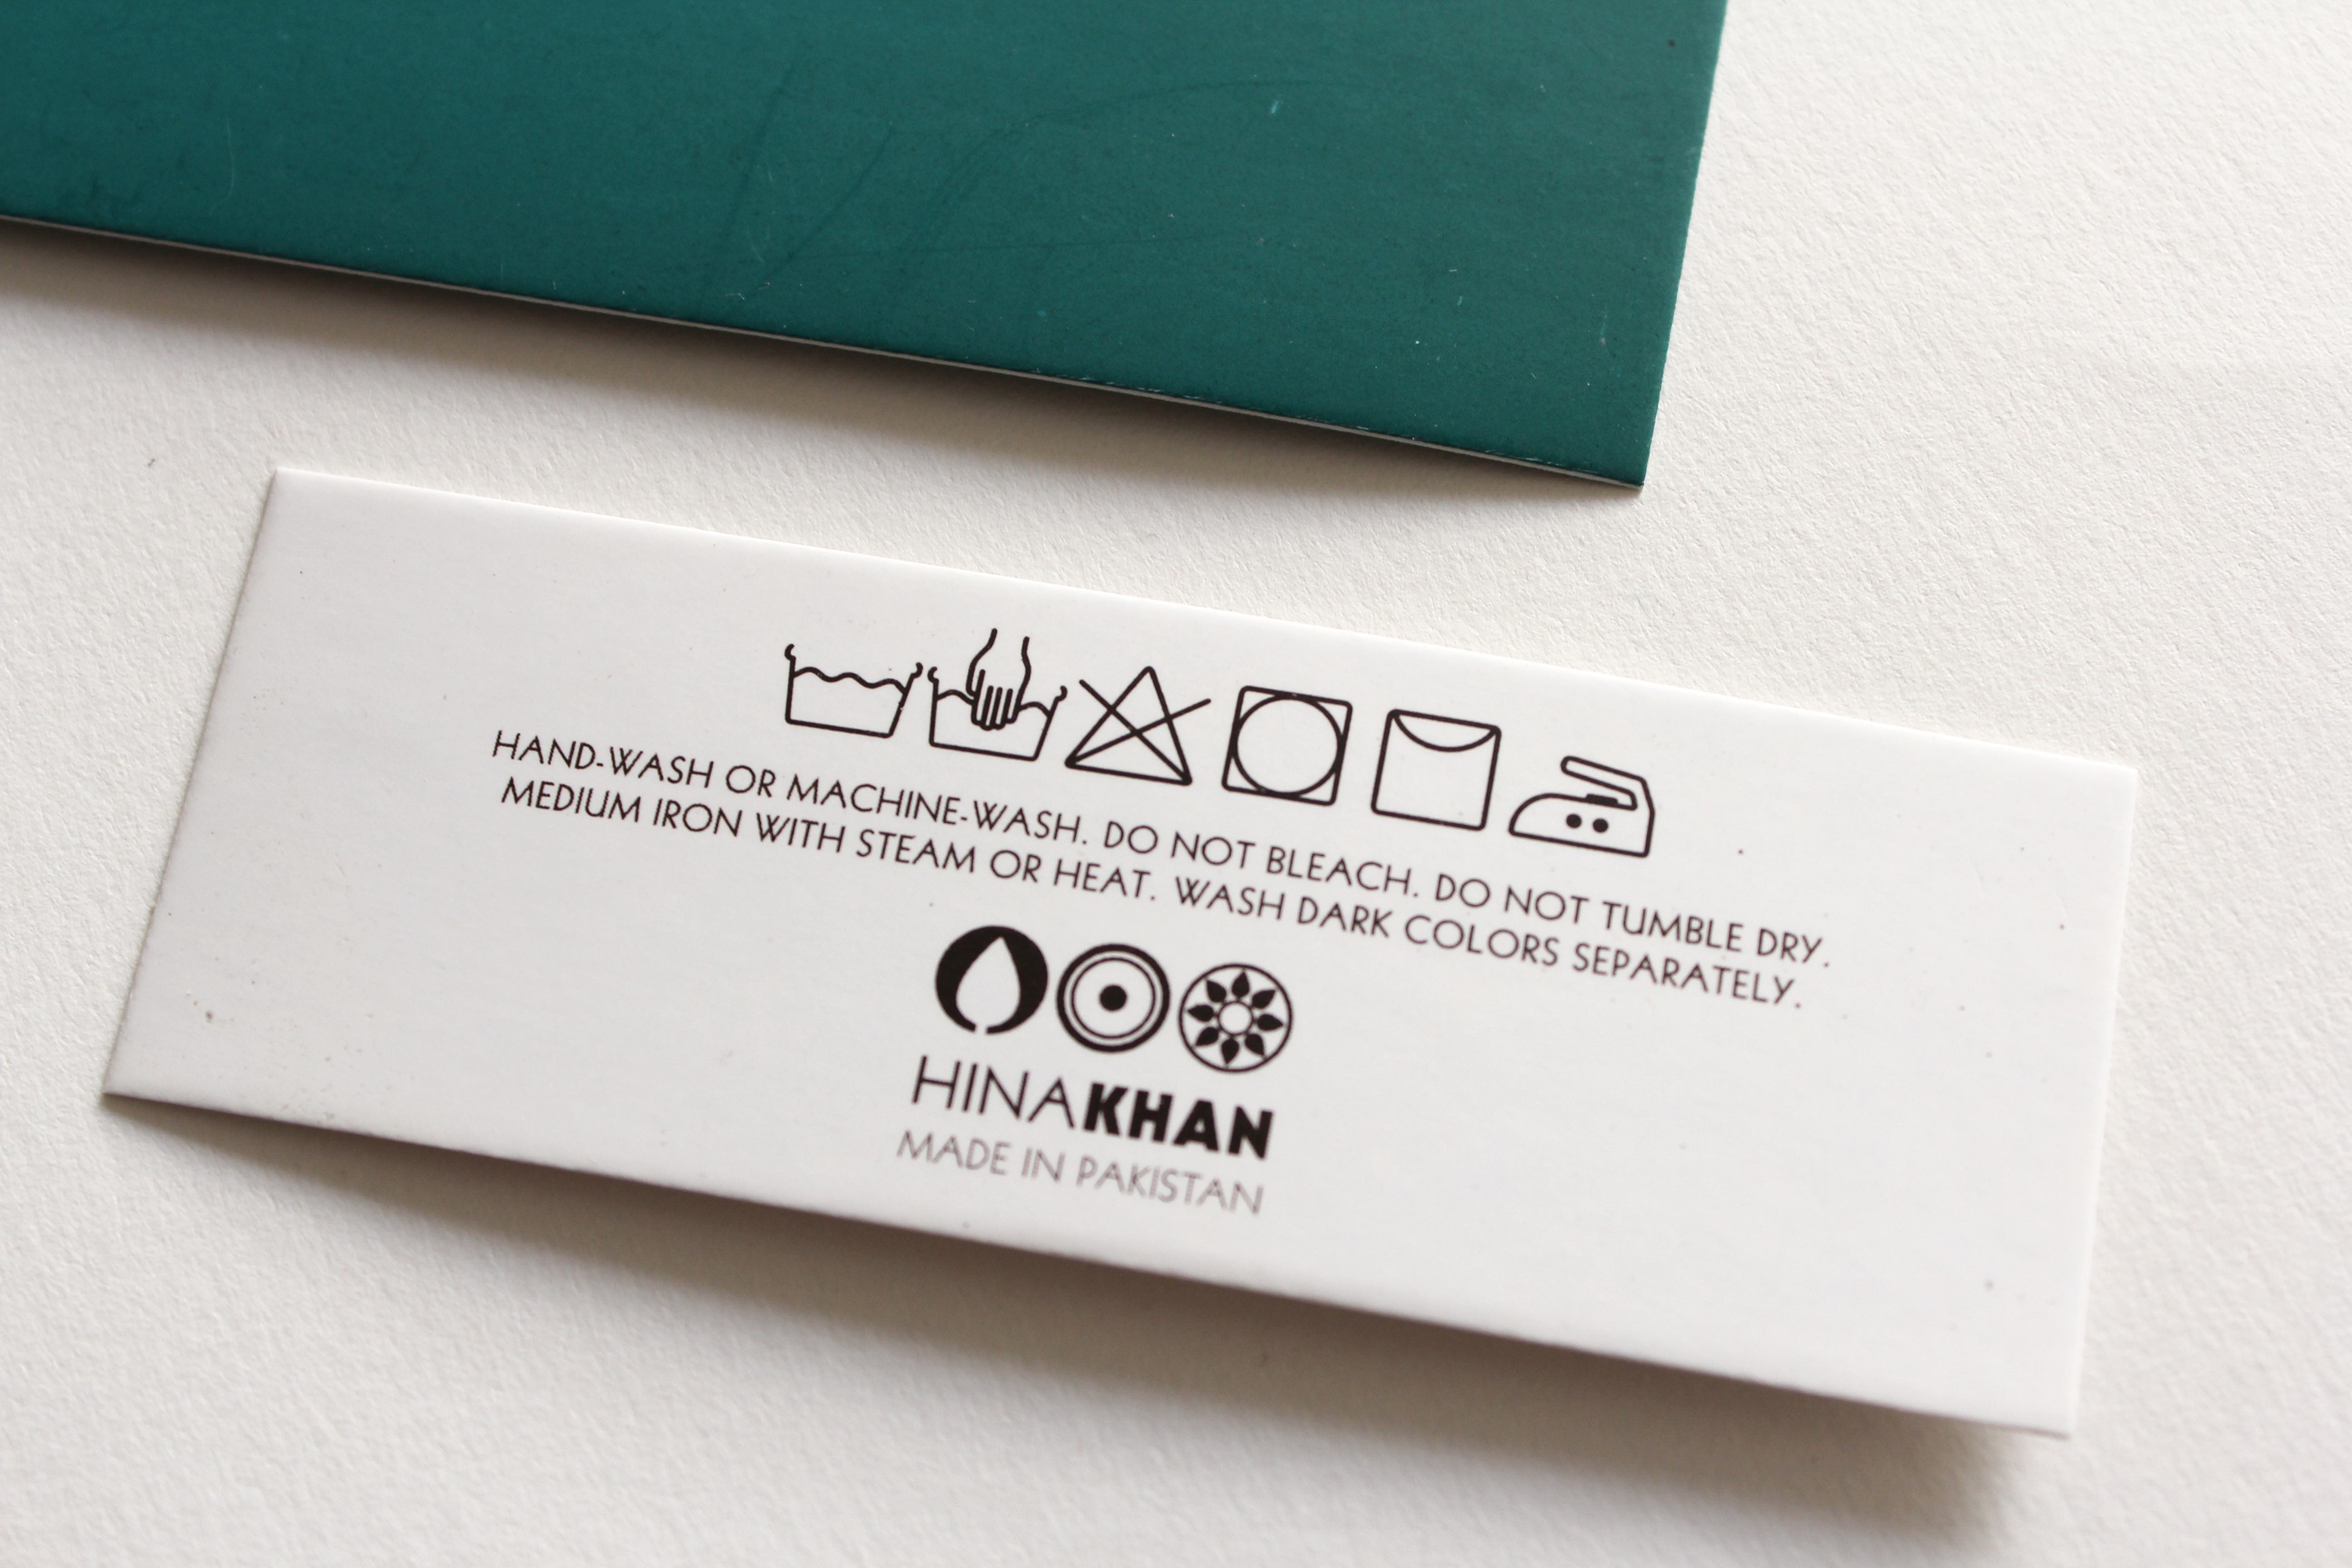 HAND-WASH OR MACHINE-WASH. DO NOT BLEACH. DO NOT TUMBLE DRY.
MEDIUM IRON WITH STEAM OR HEAT. WASH DARK COLORS SEPARATELY.
HINAKHAN
MADE IN PAKISTAN